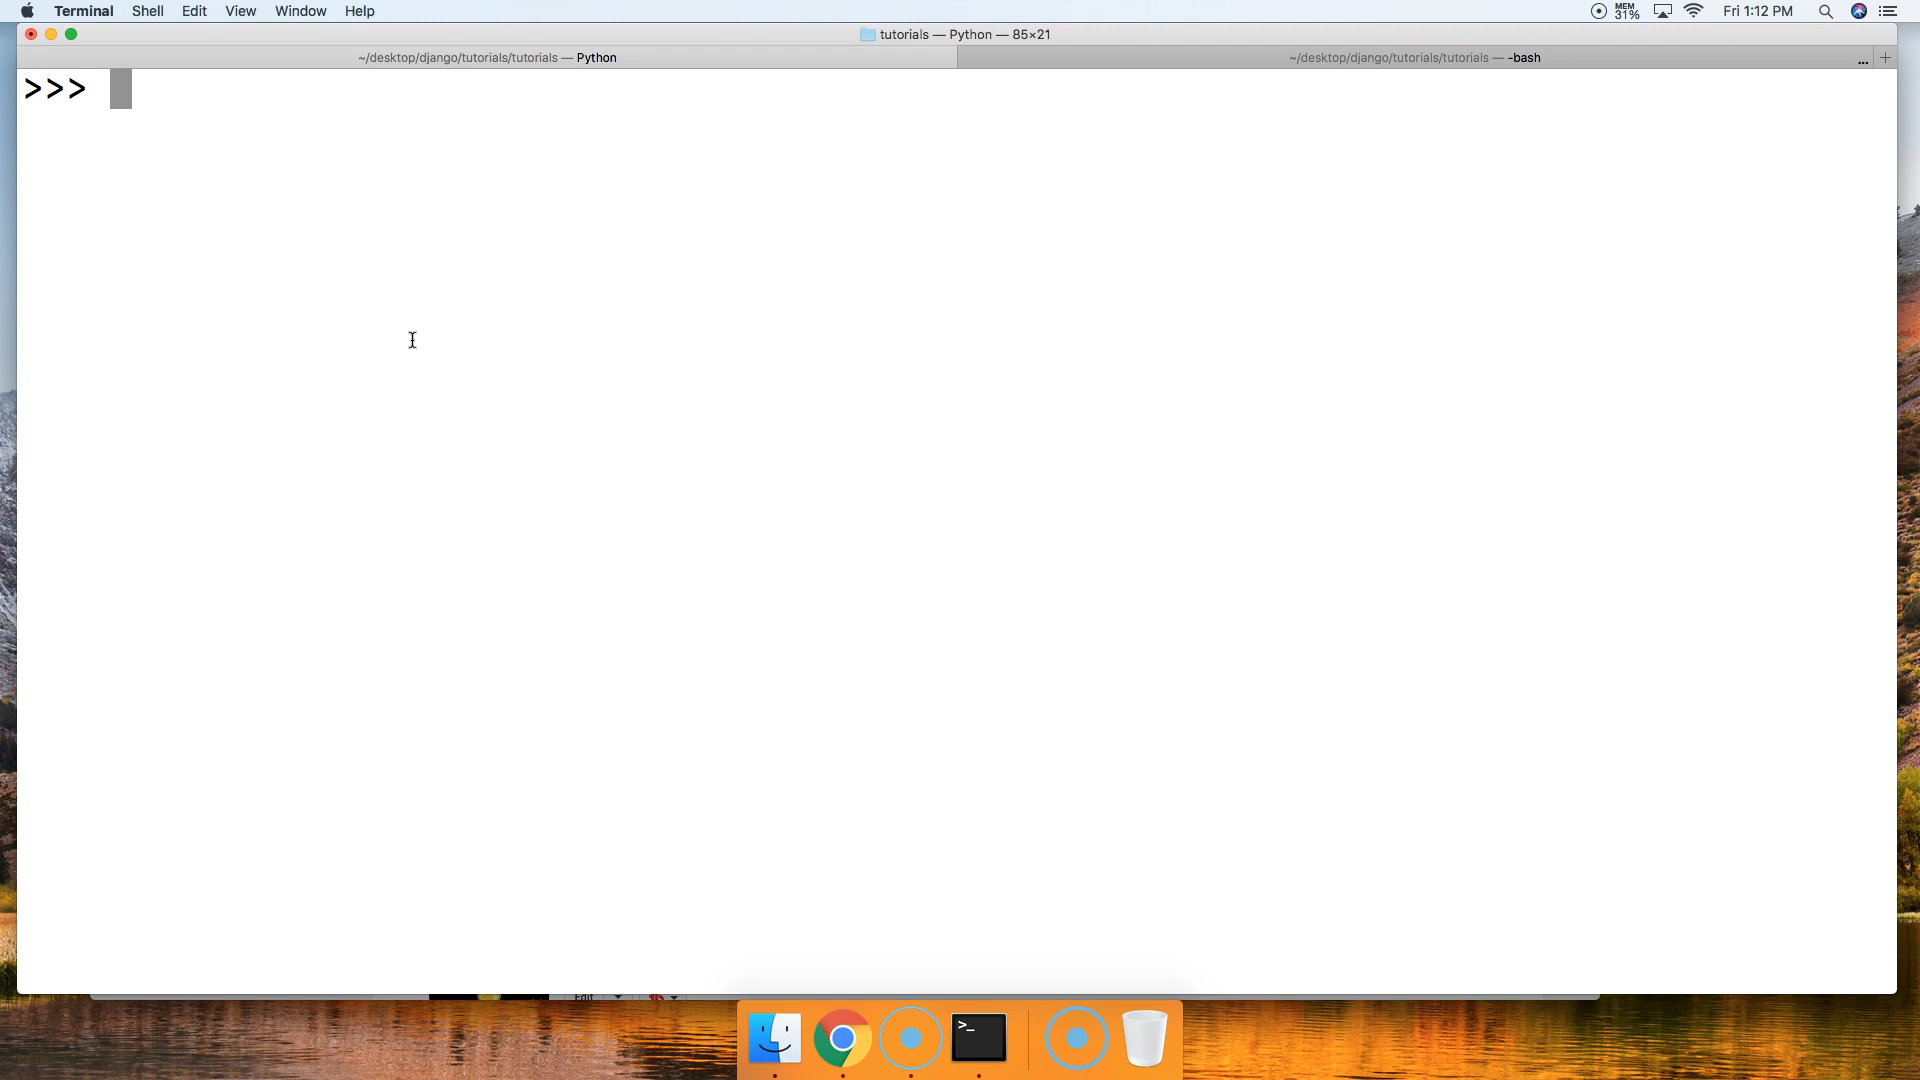 Terminal Shell Edit View Window Help MEM 31% Fri 1:12 PM
tutorials — Python — 85×21
~/desktop/django/tutorials/tutorials — Python ~/desktop/django/tutorials/tutorials — -bash ... +
>>>
Edit
>_